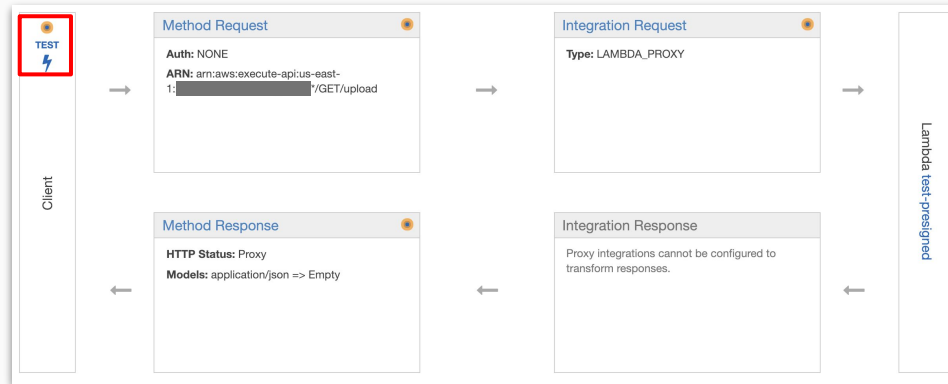 TEST
Client
Method Request
Auth: NONE
ARN: arn:aws:execute-api:us-east-
1: */GET/upload
Integration Request
Type: LAMBDA_PROXY
Lambda test-presigned
Method Response
HTTP Status: Proxy
Models: application/json => Empty
Integration Response
Proxy integrations cannot be configured to
transform responses.